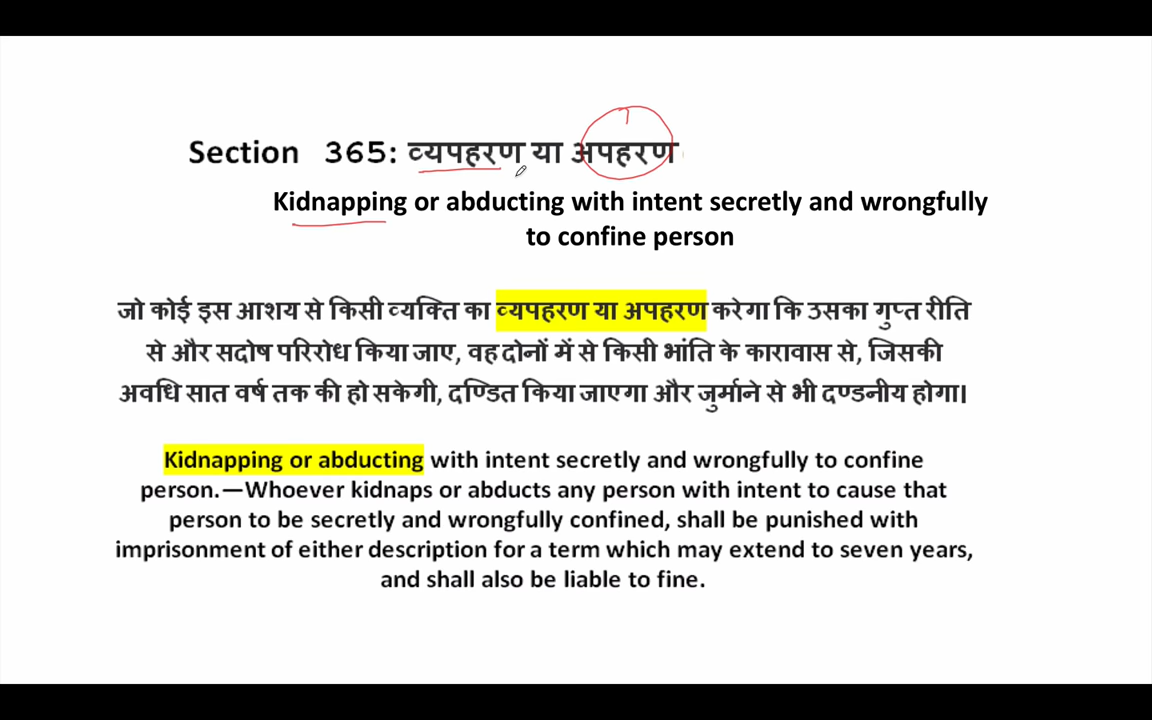 Section 365: व्यपहरण या अपहरण
Kidnapping or abducting with intent secretly and wrongfully
to confine person
जो कोई इस आशय से किसी व्यक्ति का व्यपहरण या अपहरण करेगा कि उसका गुप्त रीति
से और सदोष परिरोध किया जाए, वह दोनों में से किसी भांति के कारावास से, जिसकी
अवधि सात वर्ष तक की हो सकेगी, दण्डित किया जाएगा और जुर्माने से भी दण्डनीय होगा।
Kidnapping or abducting with intent secretly and wrongfully to confine
person.—Whoever kidnaps or abducts any person with intent to cause that
person to be secretly and wrongfully confined, shall be punished with
imprisonment of either description for a term which may extend to seven years,
and shall also be liable to fine.